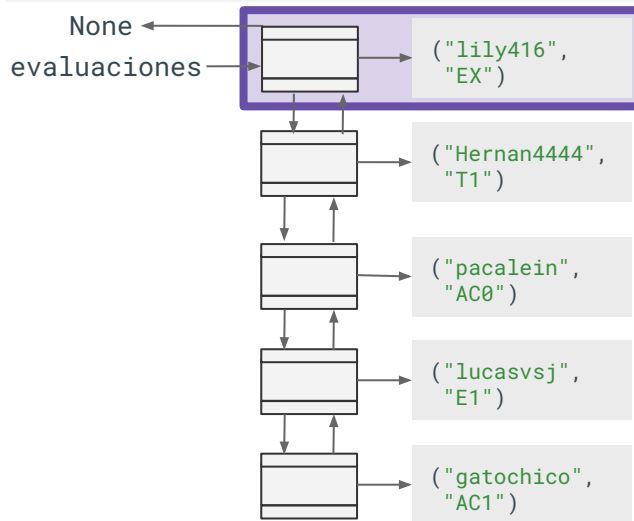 None
evaluaciones
("lily416",
"EX")
("Hernan4444",
"T1")
("pacalein",
"AC0")
("lucasvsj",
"E1")
("gatochico",
"AC1")